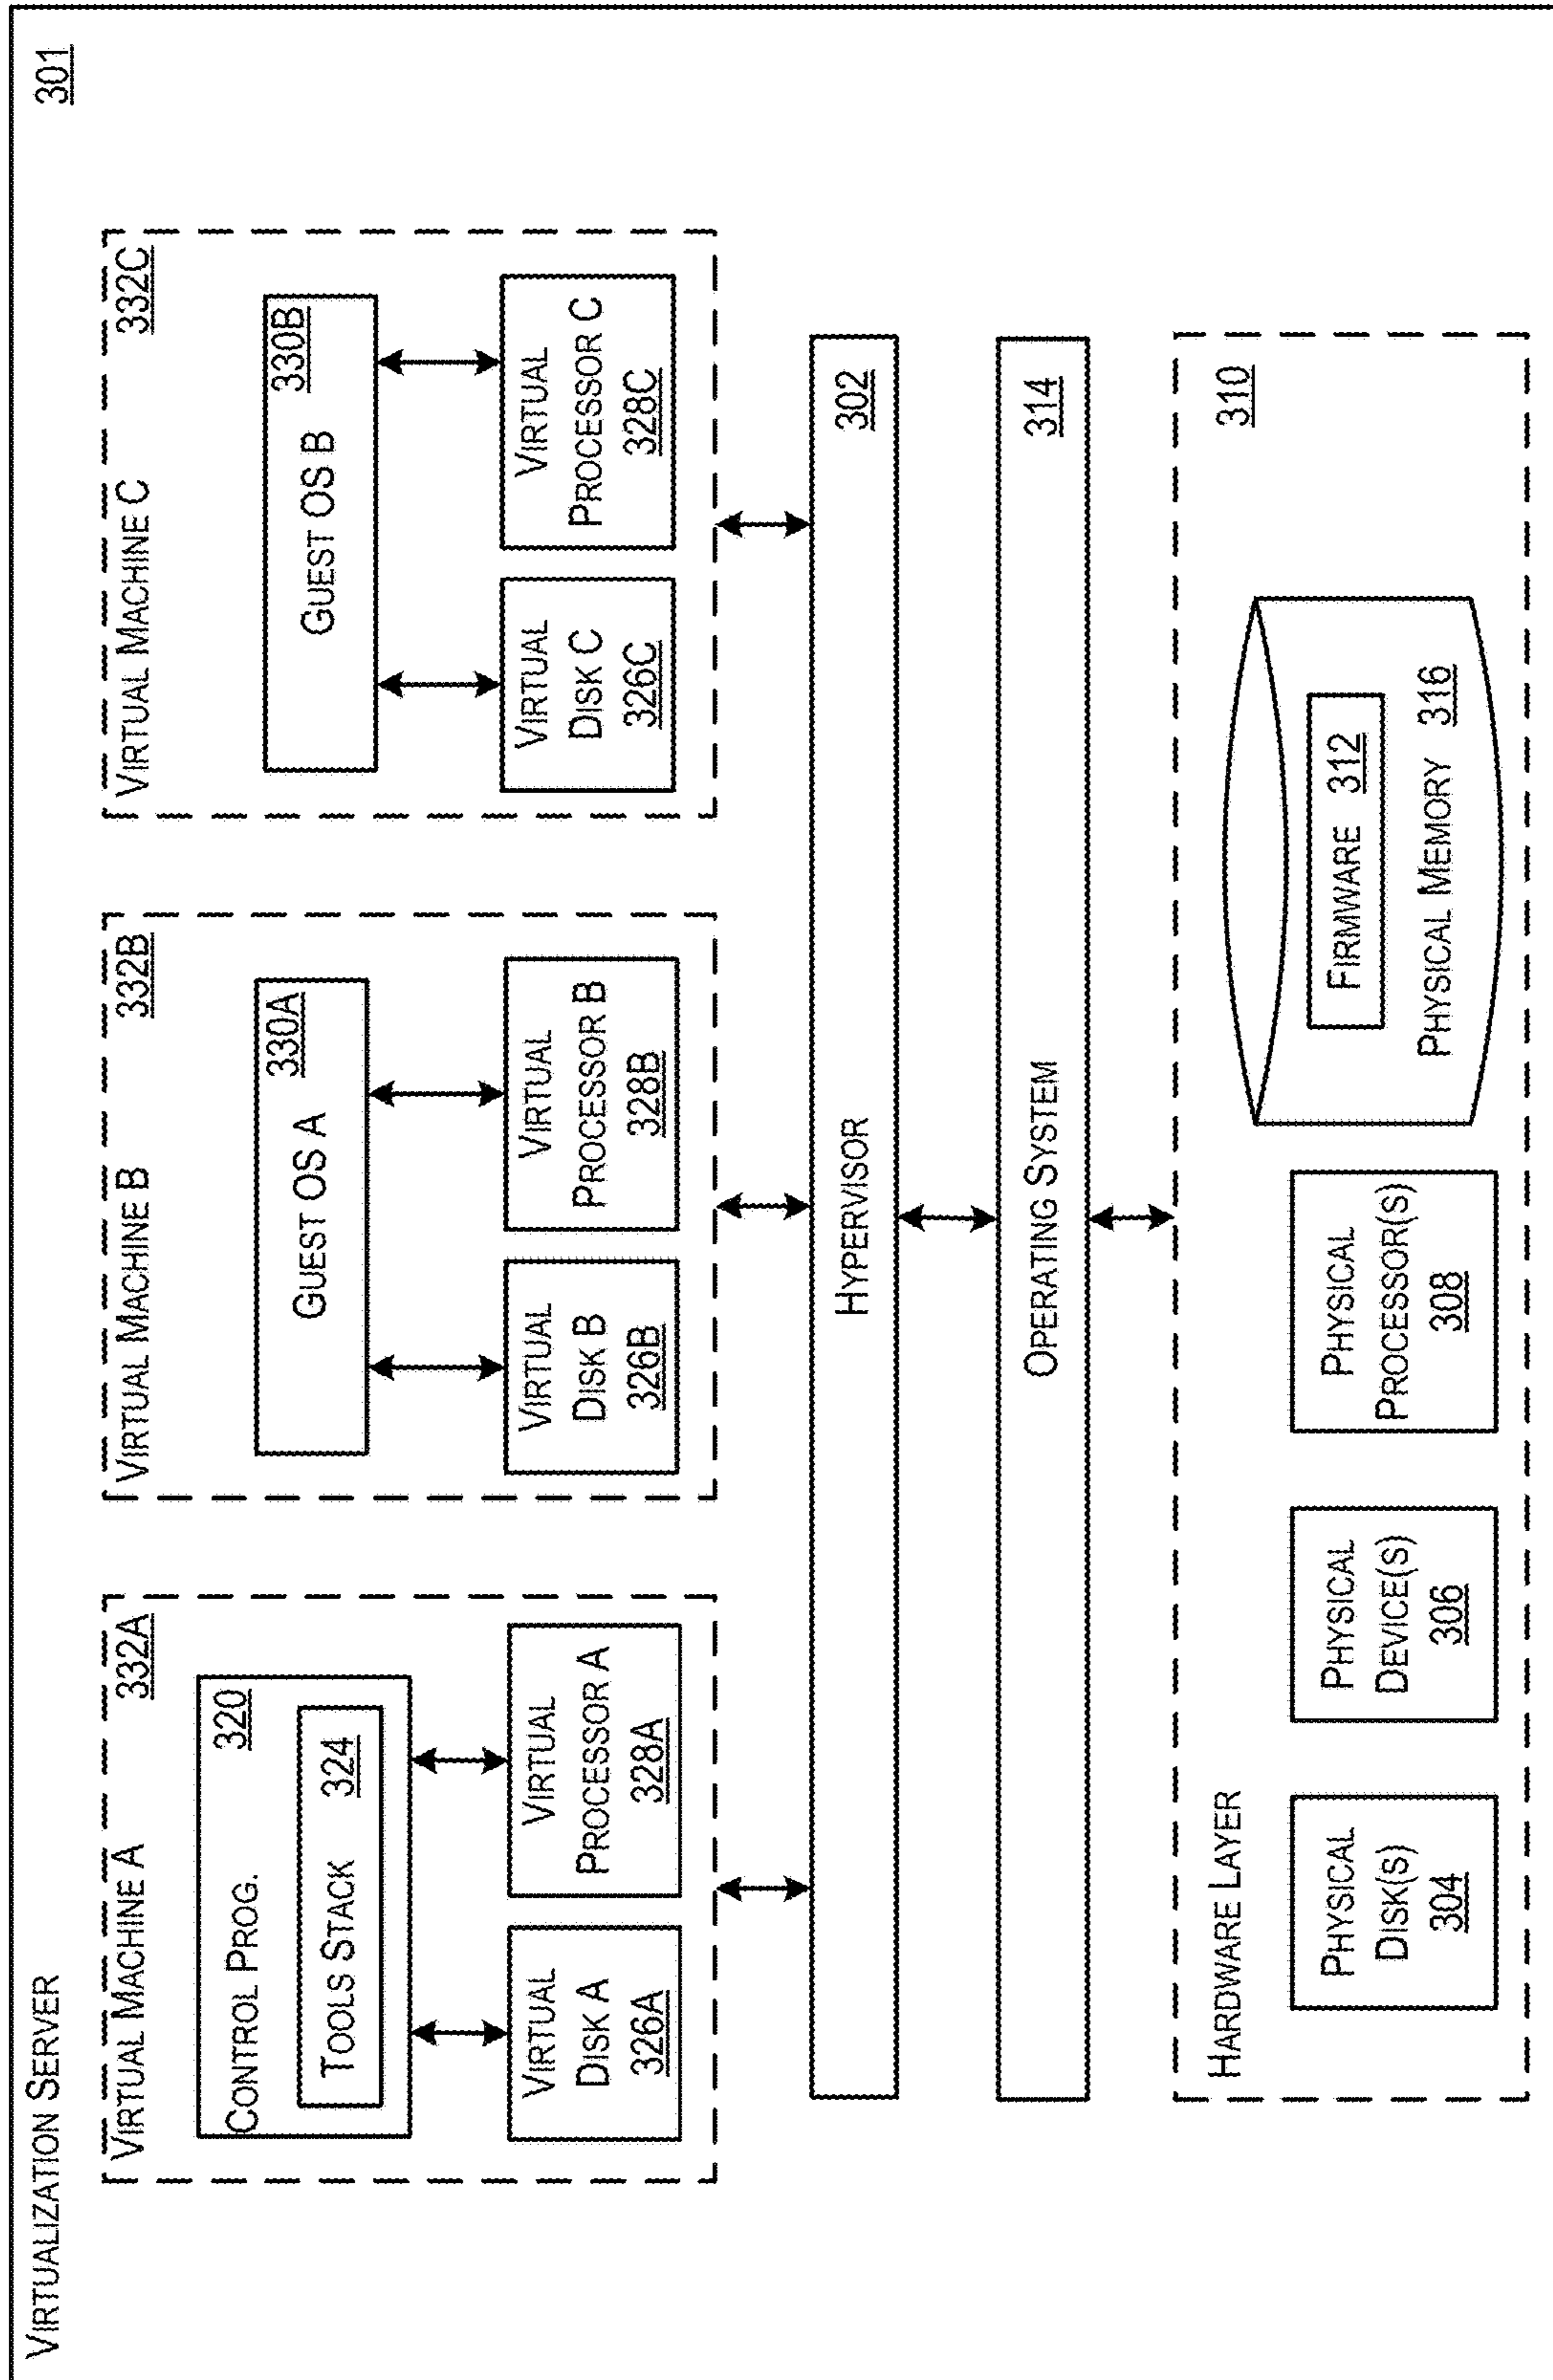 VIRTUALIZATION SERVER
301
VIRTUAL MACHINE A
332A
CONTROL PROG.
320
TOOLS STACK
324
VIRTUAL
DISK A
326A
VIRTUAL
PROCESSOR A
328A
VIRTUAL MACHINE B
332B
GUEST OS A
330A
VIRTUAL
DISK B
326B
VIRTUAL
PROCESSOR B
328B
VIRTUAL MACHINE C
332C
GUEST OS B
330B
VIRTUAL
DISK C
326C
VIRTUAL
PROCESSOR C
328C
HYPERVISOR
302
OPERATING SYSTEM
314
HARDWARE LAYER
310
PHYSICAL
DISK(S)
304
PHYSICAL
DEVICE(S)
306
PHYSICAL
PROCESSOR(S)
308
FIRMWARE 312
PHYSICAL MEMORY 316